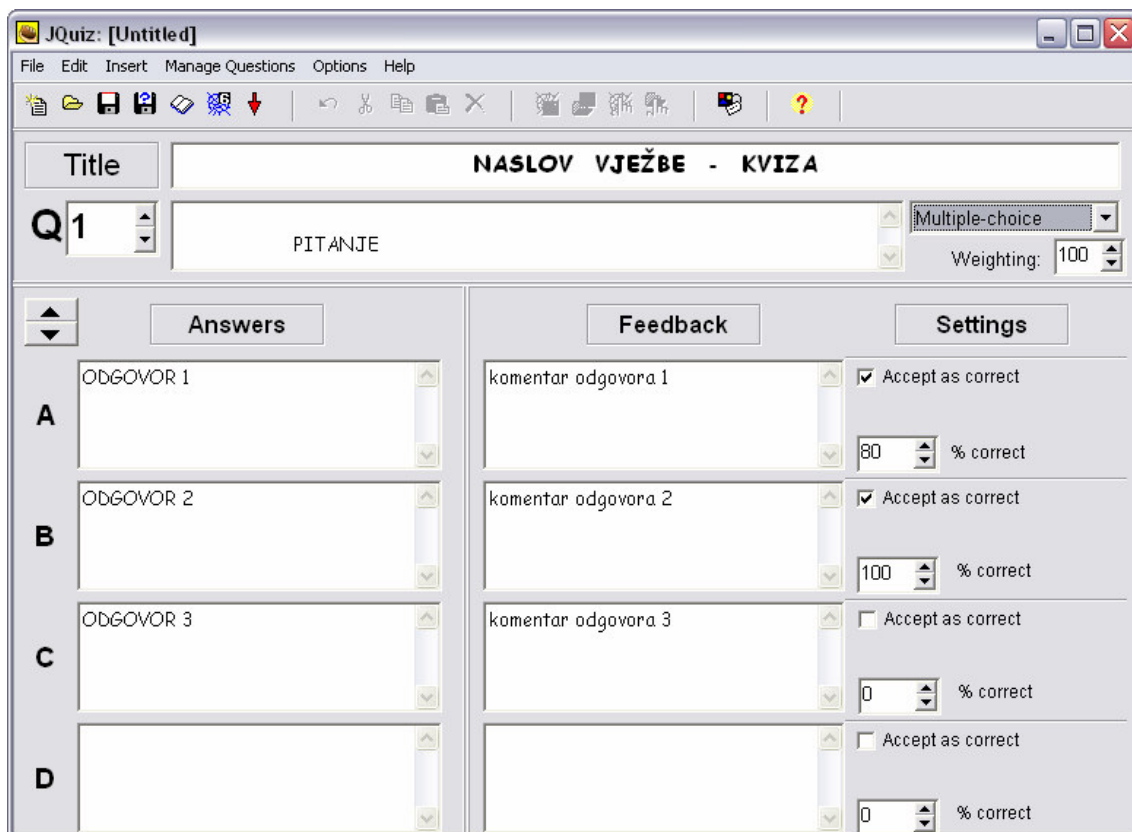 JQuiz: [Untitled]
File Edit Insert Manage Questions Options Help
Title NASLOV VJEŽBE - KVIZA
Q 1 PITANJE Multiple-choice
Weighting: 100
Answers Feedback Settings
A ODGOVOR 1 komentar odgovora 1 Accept as correct
80 % correct
B ODGOVOR 2 komentar odgovora 2 Accept as correct
100 % correct
C ODGOVOR 3 komentar odgovora 3 Accept as correct
0 % correct
D Accept as correct
0 % correct